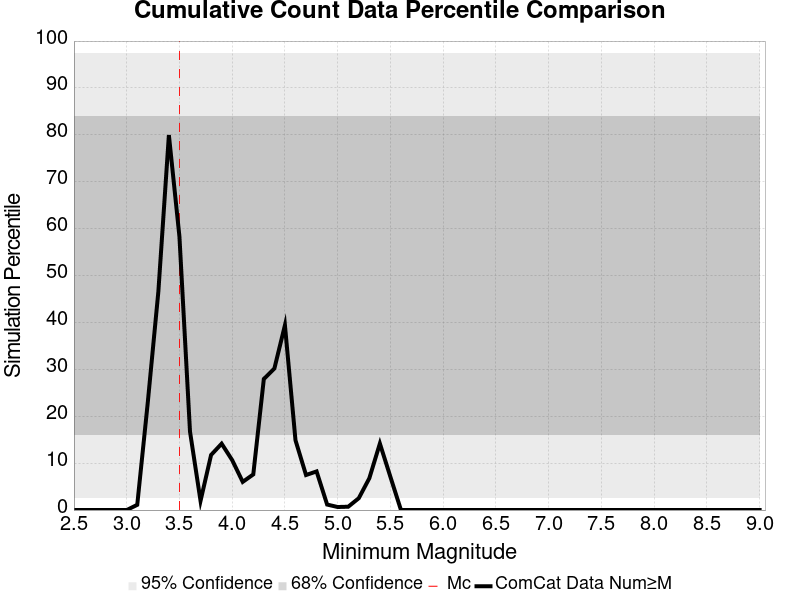 Cumulative Count Data Percentile Comparison
100
90
80
70
60
50
40
30
20
10
0
Simulation Percentile
2.5 3.0 3.5 4.0 4.5 5.0 5.5 6.0 6.5 7.0 7.5 8.0 8.5 9.0
Minimum Magnitude
95% Confidence 68% Confidence Mc ComCat Data Num≥M